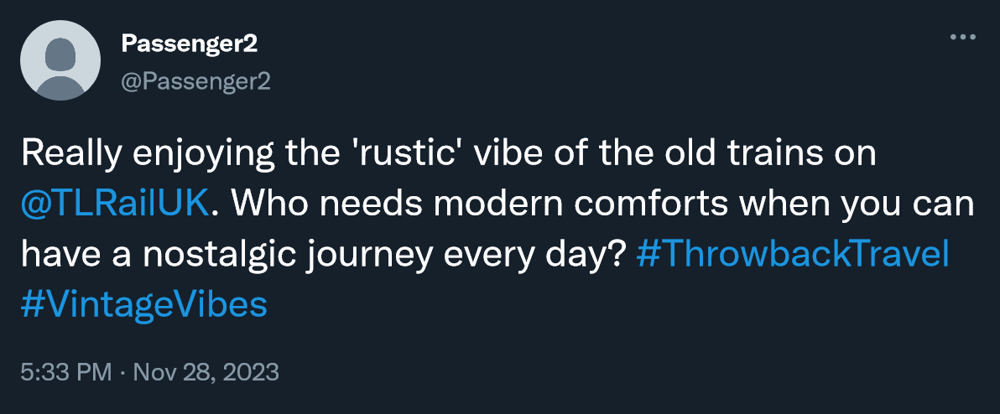 Passenger2
@Passenger2
Really enjoying the 'rustic' vibe of the old trains on
@TLRailUK. Who needs modern comforts when you can
have a nostalgic journey every day? #ThrowbackTravel
#VintageVibes
5:33 PM · Nov 28, 2023